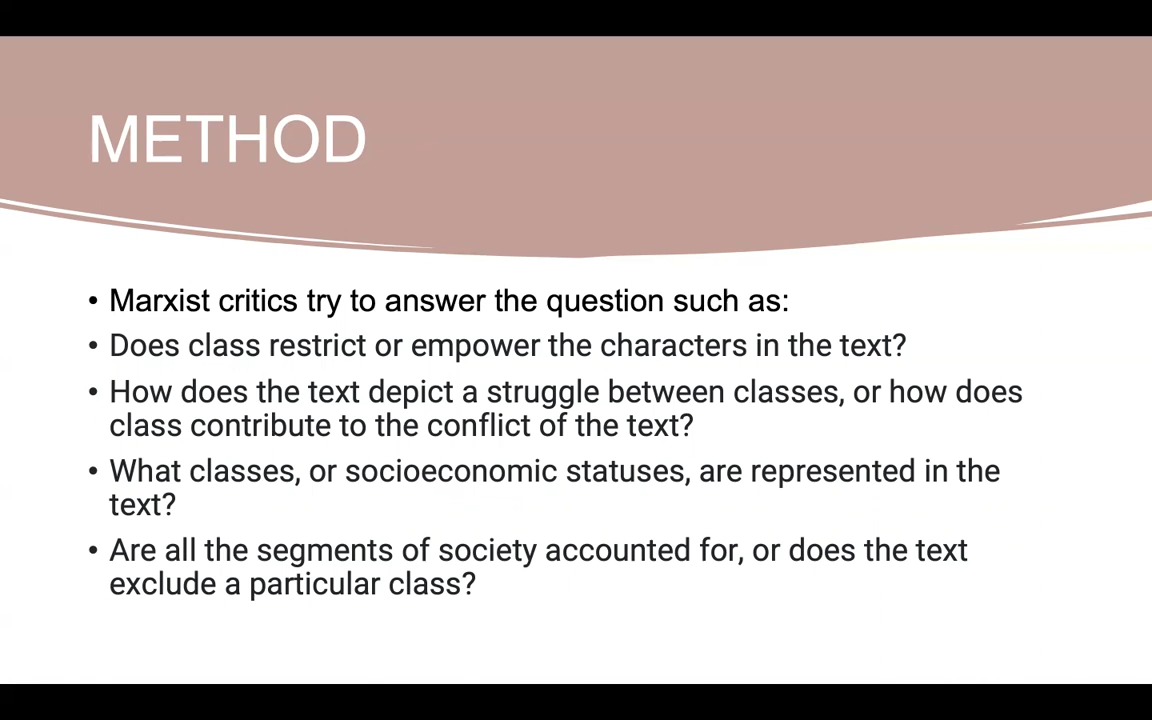 METHOD
• Marxist critics try to answer the question such as:
• Does class restrict or empower the characters in the text?
• How does the text depict a struggle between classes, or how does
class contribute to the conflict of the text?
• What classes, or socioeconomic statuses, are represented in the
text?
• Are all the segments of society accounted for, or does the text
exclude a particular class?